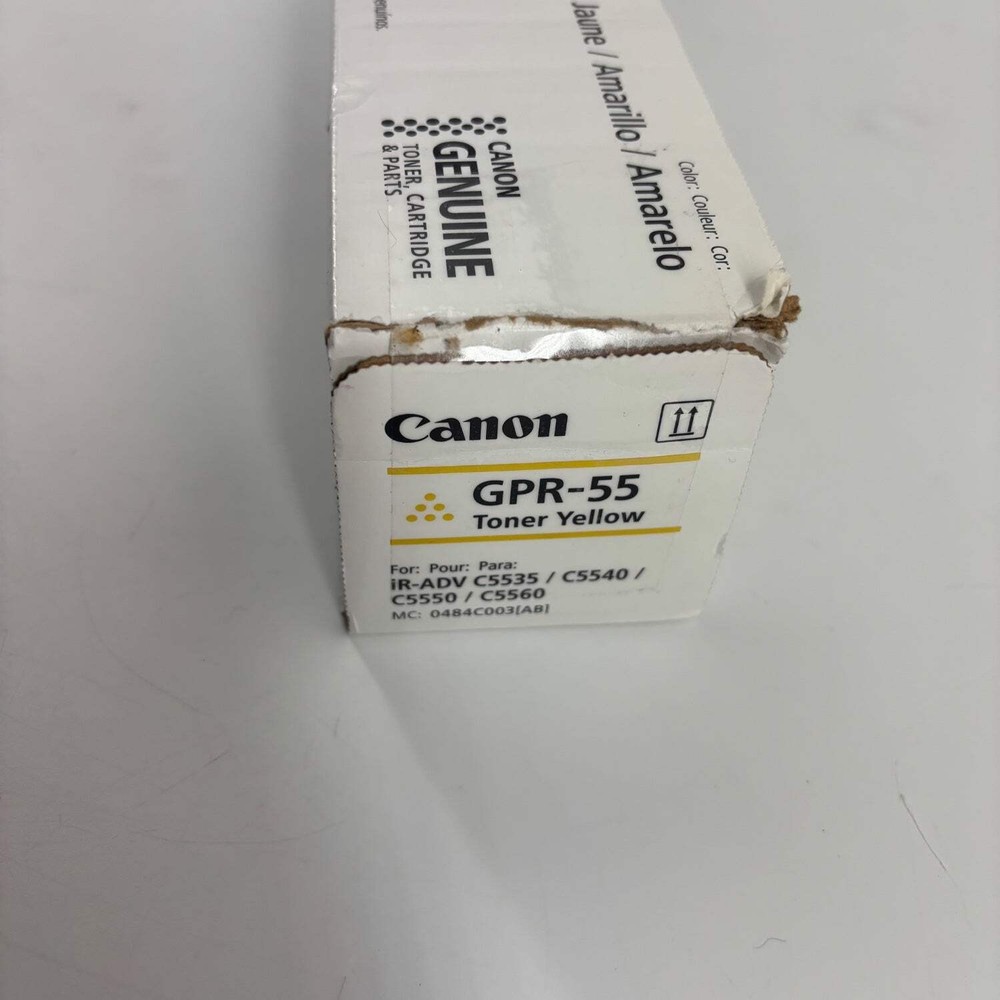 Jaune / Amarillo / Amarelo
Color: Couleur: Cor:
CANON
GENUINE
TONER, CARTRIDGE
& PARTS
Canon
GPR-55
Toner Yellow
For: Pour: Para:
iR-ADV C5535 / C5540 /
C5550 / C5560
MC: 0484C003[AB]